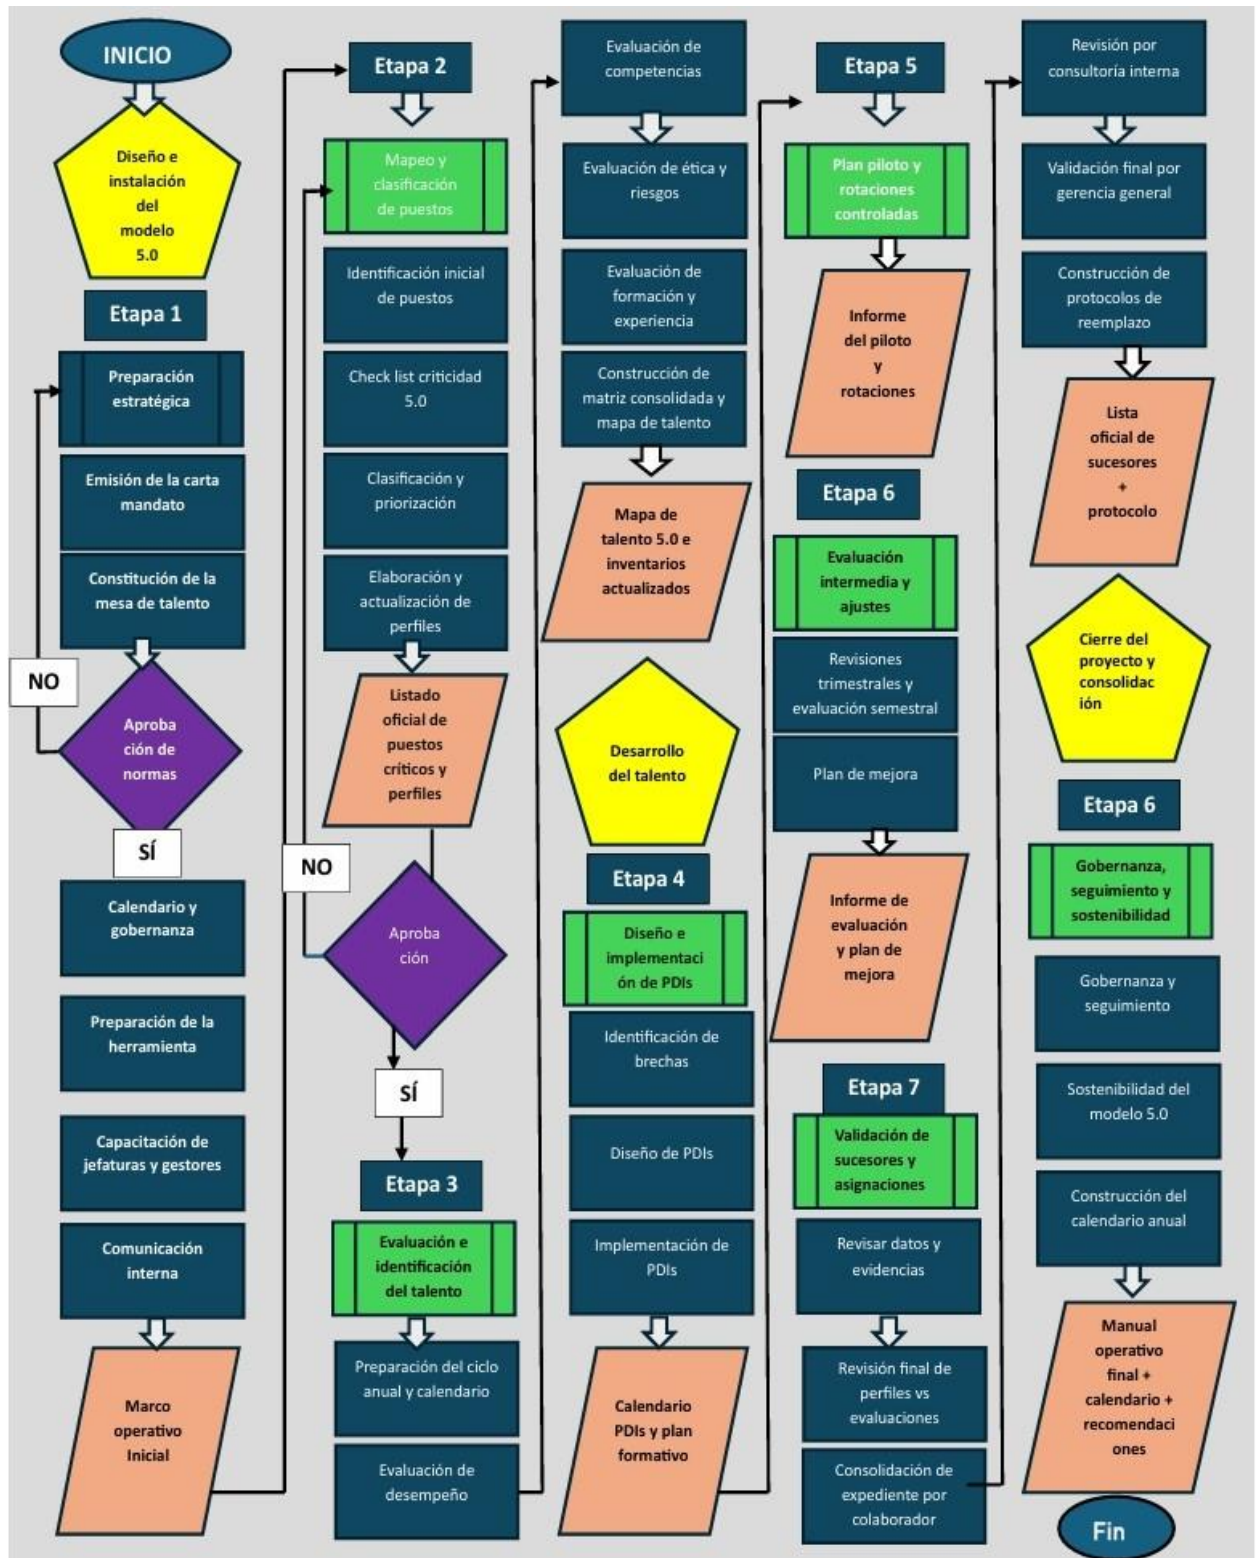 INICIO
Diseño e
instalación
del
modelo
5.0
Etapa 1
Preparación
estratégica
Emisión de la carta
mandato
Constitución de la
mesa de talento
NO
Aproba
ción de
normas
SÍ
Calendario y
gobernanza
Preparación de la
herramienta
Capacitación de
jefaturas y gestores
Comunicación
interna
Marco
operativo
Inicial
Etapa 2
Mapeo y
clasificación
de puestos
Identificación inicial
de puestos
Check list criticidad
5.0
Clasificación y
priorización
Elaboración y
actualización de
perfiles
Listado
oficial de
puestos
críticos y
perfiles
NO
Aproba
ción
SÍ
Etapa 3
Evaluación e
identificación
del talento
Preparación del ciclo
anual y calendario
Evaluación de
desempeño
Evaluación de
competencias
Evaluación de ética y
riesgos
Evaluación de
formación y
experiencia
Construcción de
matriz consolidada y
mapa de talento
Mapa de
talento 5.0 e
inventarios
actualizados
Desarrollo
del talento
Etapa 4
Diseño e
implementaci
ón de PDIs
Identificación de
brechas
Diseño de PDIs
Implementación de
PDIs
Calendario
PDIs y plan
formativo
Etapa 5
Plan piloto y
rotaciones
controladas
Informe
del piloto
y
rotaciones
Etapa 6
Evaluación
intermedia y
ajustes
Revisiones
trimestrales y
evaluación semestral
Plan de mejora
Informe de
evaluación
y plan de
mejora
Etapa 7
Validación de
sucesores y
asignaciones
Revisar datos y
evidencias
Revisión final de
perfiles vs
evaluaciones
Consolidación de
expediente por
colaborador
Revisión por
consultoría interna
Validación final por
gerencia general
Construcción de
protocolos de
reemplazo
Lista
oficial de
sucesores
+
protocolo
Cierre del
proyecto y
consolidac
ión
Etapa 6
Gobernanza,
seguimiento y
sostenibilidad
Gobernanza y
seguimiento
Sostenibilidad del
modelo 5.0
Construcción del
calendario anual
Manual
operativo
final +
calendario +
recomendaci
ones
Fin